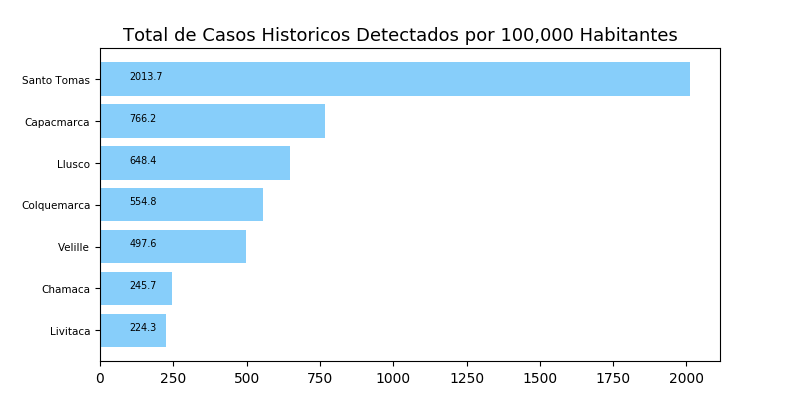 Total de Casos Historicos Detectados por 100,000 Habitantes
Santo Tomas 2013.7
Capacmarca 766.2
Llusco 648.4
Colquemarca 554.8
Velille 497.6
Chamaca 245.7
Livitaca 224.3
0 250 500 750 1000 1250 1500 1750 2000